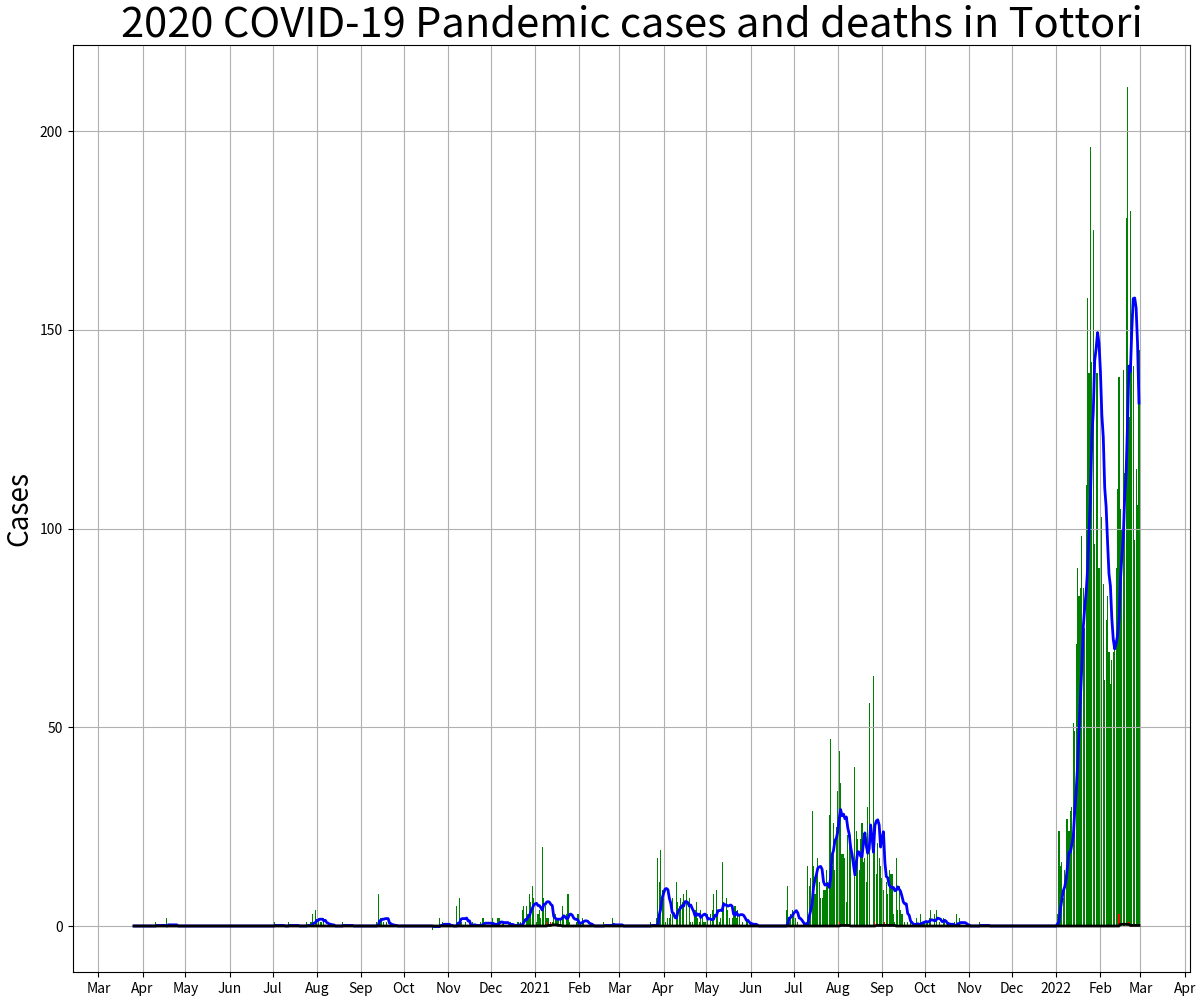 2020 COVID-19 Pandemic cases and deaths in Tottori
Cases
200
150
100
50
0
Mar Apr May Jun Jul Aug Sep Oct Nov Dec 2021 Feb Mar Apr May Jun Jul Aug Sep Oct Nov Dec 2022 Feb Mar Apr